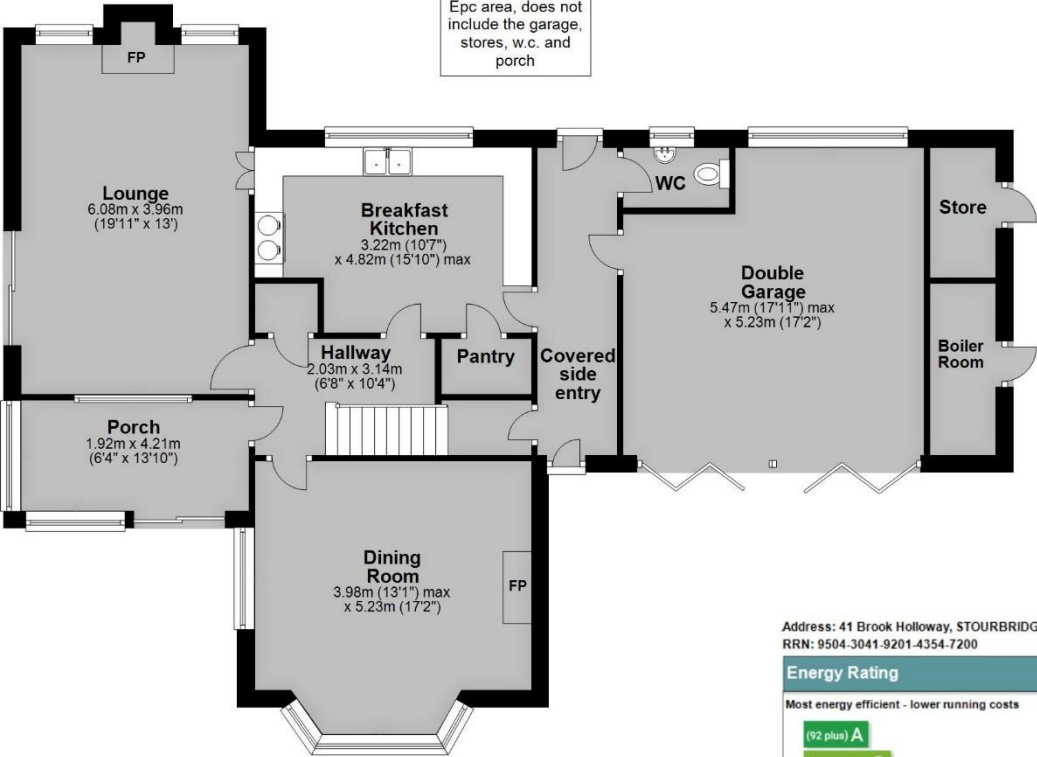 Epc area, does not
include the garage,
stores, w.c. and
porch
FP
Lounge
6.08m x 3.96m
(19'11" x 13')
Breakfast
Kitchen
3.22m (10'7")
x 4.82m (15'10") max
WC
Store
Double
Garage
5.47m (17'11") max
x 5.23m (17'2")
Boiler
Room
Hallway
2.03m x 3.14m
(6'8" x 10'4")
Pantry
Covered
side
entry
Porch
1.92m x 4.21m
(6'4" x 13'10")
Dining
Room
3.98m (13'1") max
x 5.23m (17'2")
FP
Address: 41 Brook Holloway, STOURBRIDG
RRN: 9504-3041-9201-4354-7200
Energy Rating
Most energy efficient - lower running costs
(92 plus) A